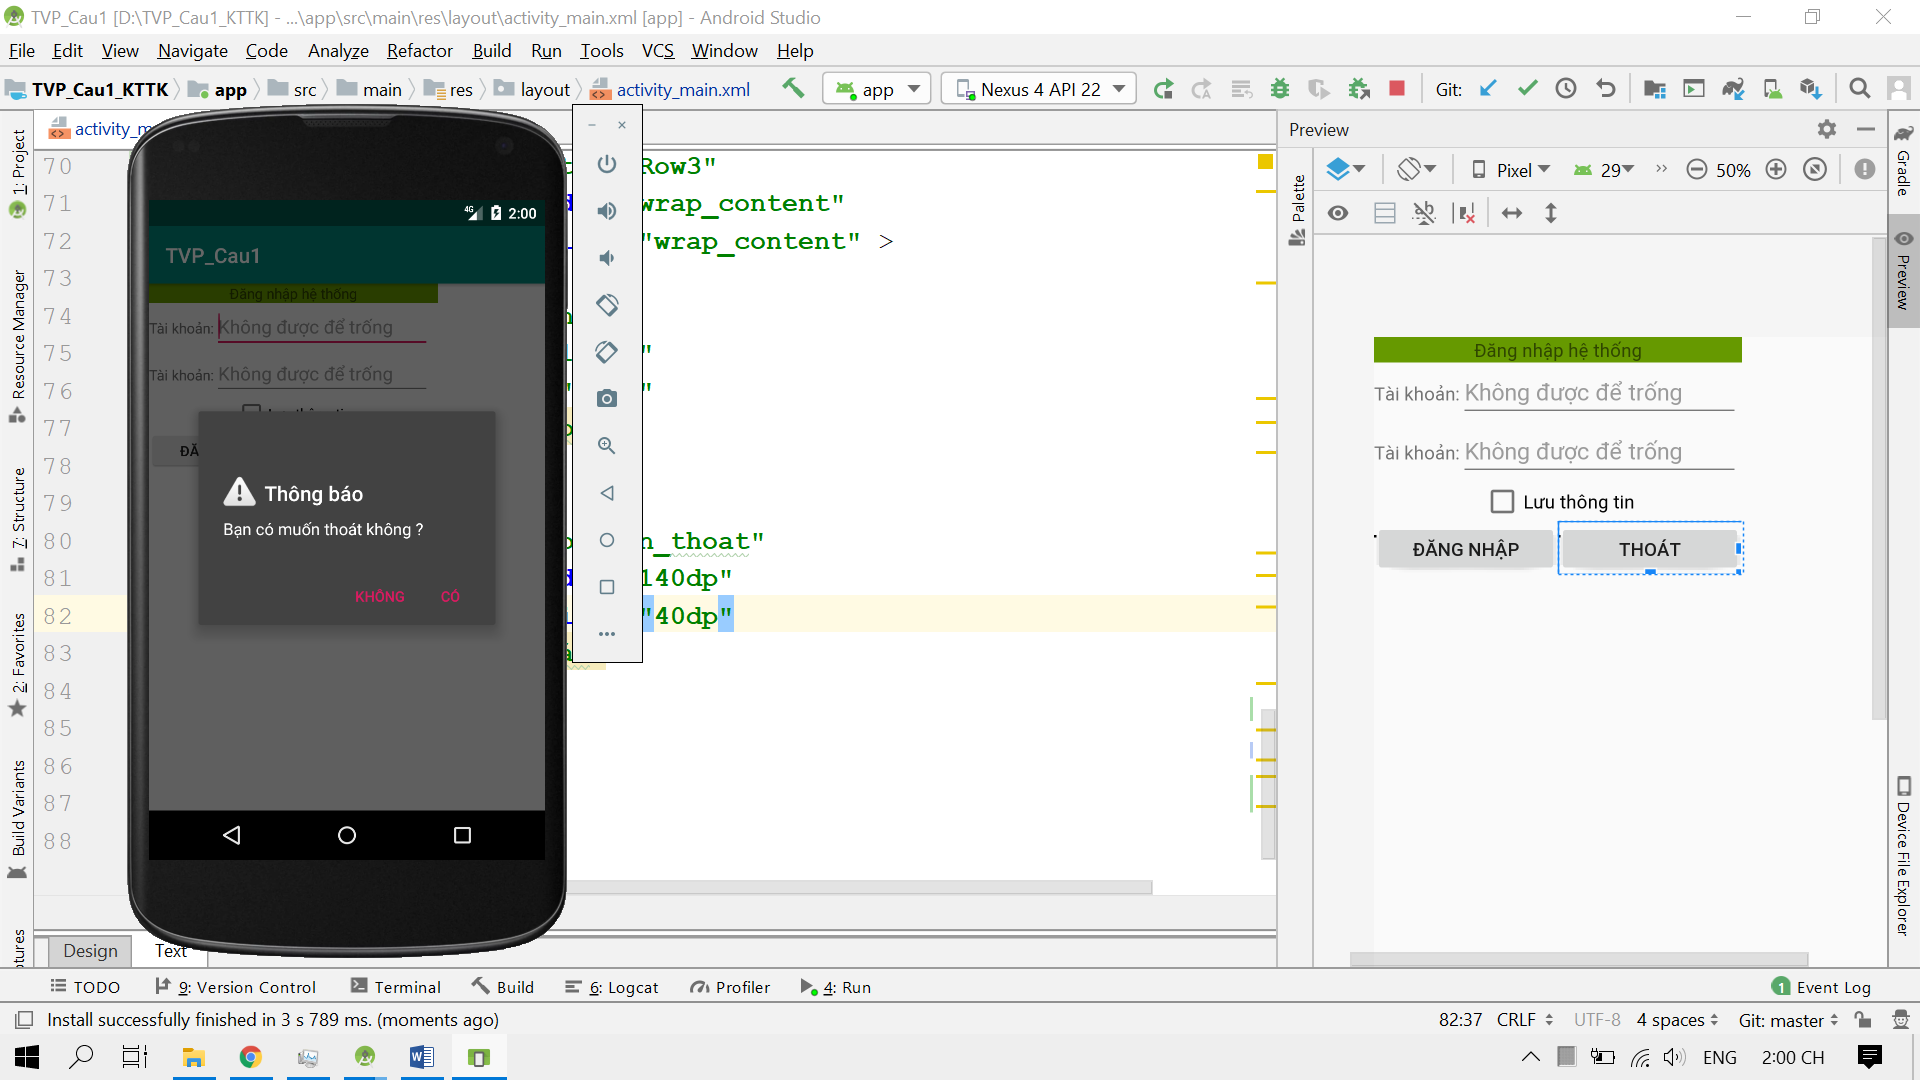 TVP_Cau1 [D:\TVP_Cau1_KTTK] - ...\app\src\main\res\layout\activity_main.xml [app] - Android Studio
File Edit View Navigate Code Analyze Refactor Build Run Tools VCS Window Help
TVP_Cau1_KTTK app src main res layout activity_main.xml app Nexus 4 API 22 Git:
activity_m
Preview
Pixel 29 50%
1: Project
Resource Manager
7: Structure
2: Favorites
Build Variants
tures
70 Row3"
71 wrap_content"
72 "wrap_content" >
73
74
75 "
76 "
77
78
79
80 n_thoat"
81 140dp"
82 "40dp"
83
84
85
86
87
88
4G 2:00
TVP_Cau1
Đăng nhập hệ thống
Tài khoản: Không được để trống
Tài khoản: Không được để trống
ĐĂ
Thông báo
Bạn có muốn thoát không ?
KHÔNG CÓ
Palette
Đăng nhập hệ thống
Tài khoản: Không được để trống
Tài khoản: Không được để trống
Lưu thông tin
ĐĂNG NHẬP THOÁT
Gradle
Preview
Device File Explorer
Design Text
TODO 9: Version Control Terminal Build 6: Logcat Profiler 4: Run 1 Event Log
Install successfully finished in 3 s 789 ms. (moments ago) 82:37 CRLF UTF-8 4 spaces Git: master
ENG 2:00 CH